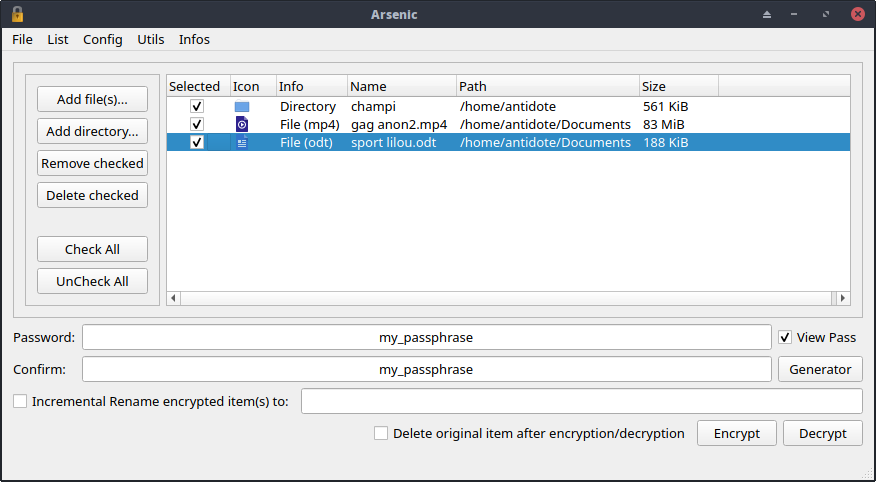 Arsenic
File List Config Utils Infos
Add file(s)...
Add directory...
Remove checked
Delete checked
Check All
UnCheck All
Selected Icon Info Name Path Size
Directory champi /home/antidote 561 KiB
File (mp4) gag anon2.mp4 /home/antidote/Documents 83 MiB
File (odt) sport lilou.odt /home/antidote/Documents 188 KiB
Password: my_passphrase View Pass
Confirm: my_passphrase Generator
Incremental Rename encrypted item(s) to:
Delete original item after encryption/decryption Encrypt Decrypt